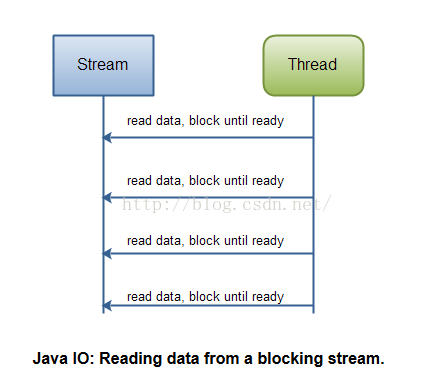 Stream
Thread
read data, block until ready
read data, block until ready
http://blog.csdn.net/
read data, block until ready
read data, block until ready
Java IO: Reading data from a blocking stream.